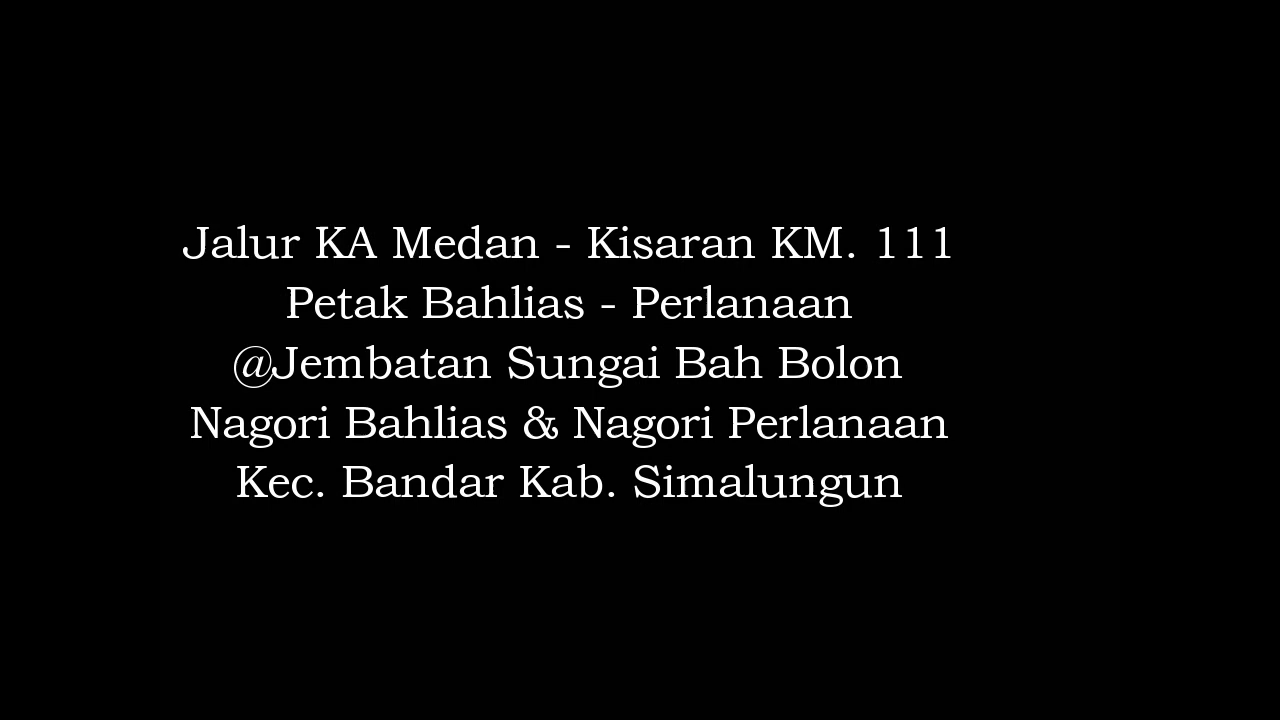 Jalur KA Medan - Kisaran KM. 111
Petak Bahlias - Perlanaan
@Jembatan Sungai Bah Bolon
Nagori Bahlias & Nagori Perlanaan
Kec. Bandar Kab. Simalungun